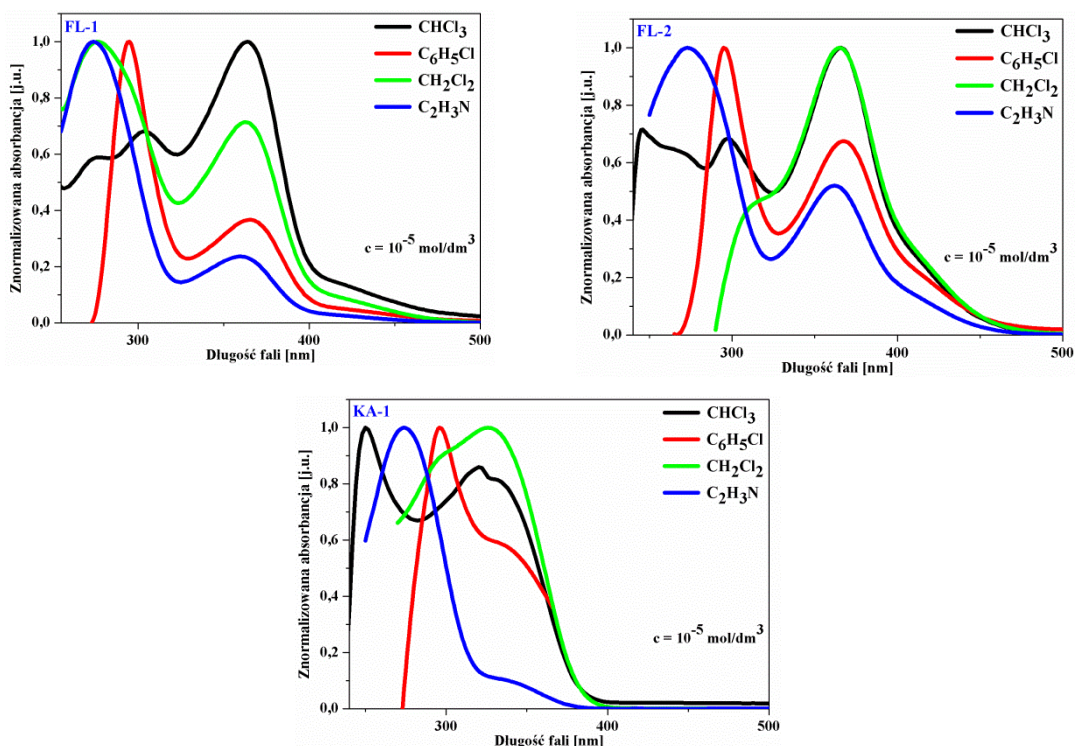 FL-1
CHCl₃
C₆H₅Cl
CH₂Cl₂
C₂H₃N
c = 10⁻⁵ mol/dm³
Znormalizowana absorbancja [j.u.]
1,0
0,8
0,6
0,4
0,2
0,0
300
400
500
Długość fali [nm]
FL-2
CHCl₃
C₆H₅Cl
CH₂Cl₂
C₂H₃N
c = 10⁻⁵ mol/dm³
Znormalizowana absorbancja [j.u.]
1,0
0,8
0,6
0,4
0,2
0,0
300
400
500
Długość fali [nm]
KA-1
CHCl₃
C₆H₅Cl
CH₂Cl₂
C₂H₃N
c = 10⁻⁵ mol/dm³
Znormalizowana absorbancja [j.u.]
1,0
0,8
0,6
0,4
0,2
0,0
300
400
500
Długość fali [nm]